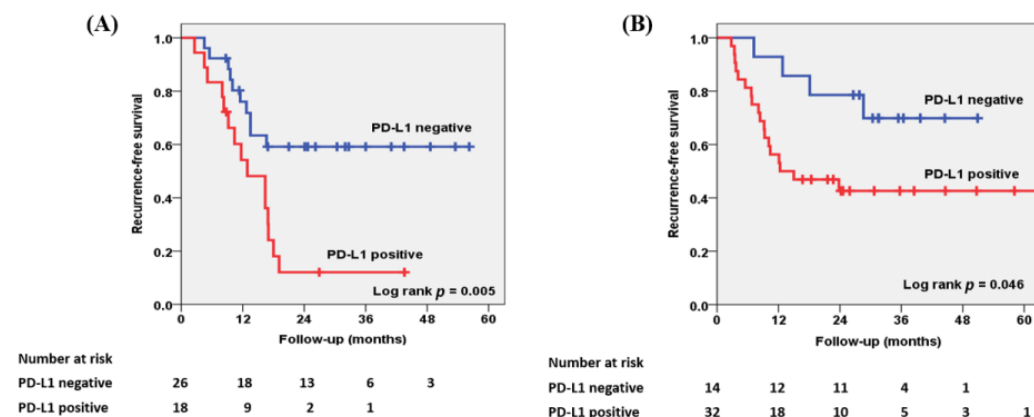 (A)
Recurrence-free survival
1.0
0.8
0.6
0.4
0.2
0.0
PD-L1 negative
PD-L1 positive
Log rank p = 0.005
0 12 24 36 48 60
Follow-up (months)
Number at risk
PD-L1 negative 26 18 13 6 3
PD-L1 positive 18 9 2 1
(B)
Recurrence-free survival
1.0
0.8
0.6
0.4
0.2
0.0
PD-L1 negative
PD-L1 positive
Log rank p = 0.046
0 12 24 36 48 60
Follow-up (months)
Number at risk
PD-L1 negative 14 12 11 4 1
PD-L1 positive 32 18 10 5 3 1